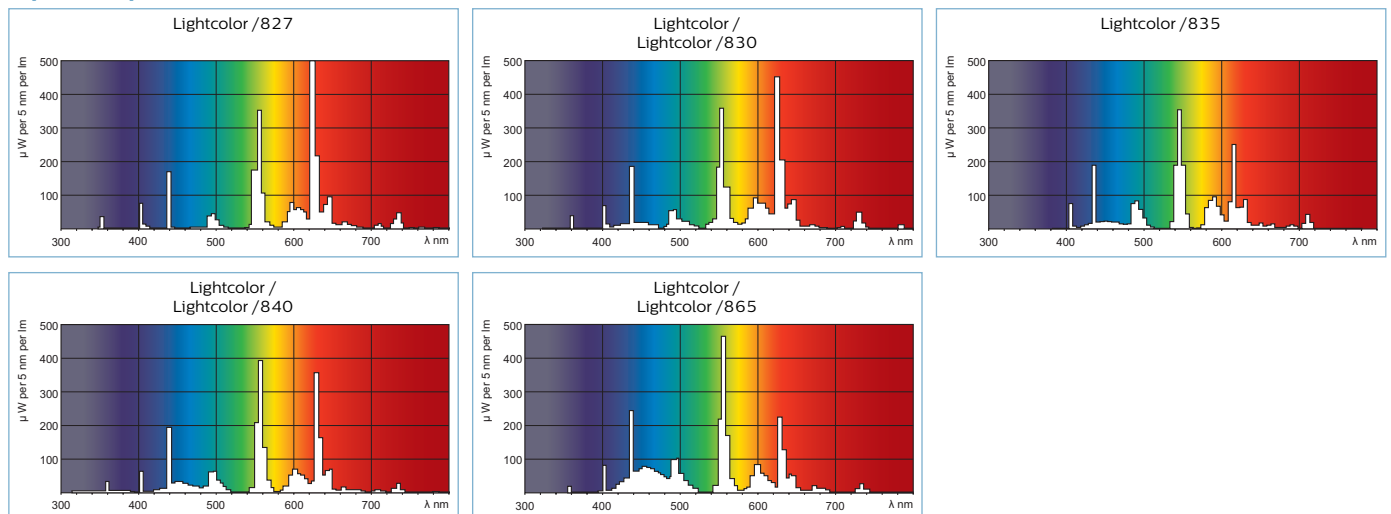 Lightcolor /827
µ W per 5 nm per lm
500
400
300
200
100
300 400 500 600 700 λ nm
Lightcolor /
Lightcolor /830
µ W per 5 nm per lm
500
400
300
200
100
300 400 500 600 700 λ nm
Lightcolor /835
µ W per 5 nm per lm
500
400
300
200
100
300 400 500 600 700 λ nm
Lightcolor /
Lightcolor /840
µ W per 5 nm per lm
500
400
300
200
100
300 400 500 600 700 λ nm
Lightcolor /
Lightcolor /865
µ W per 5 nm per lm
500
400
300
200
100
300 400 500 600 700 λ nm